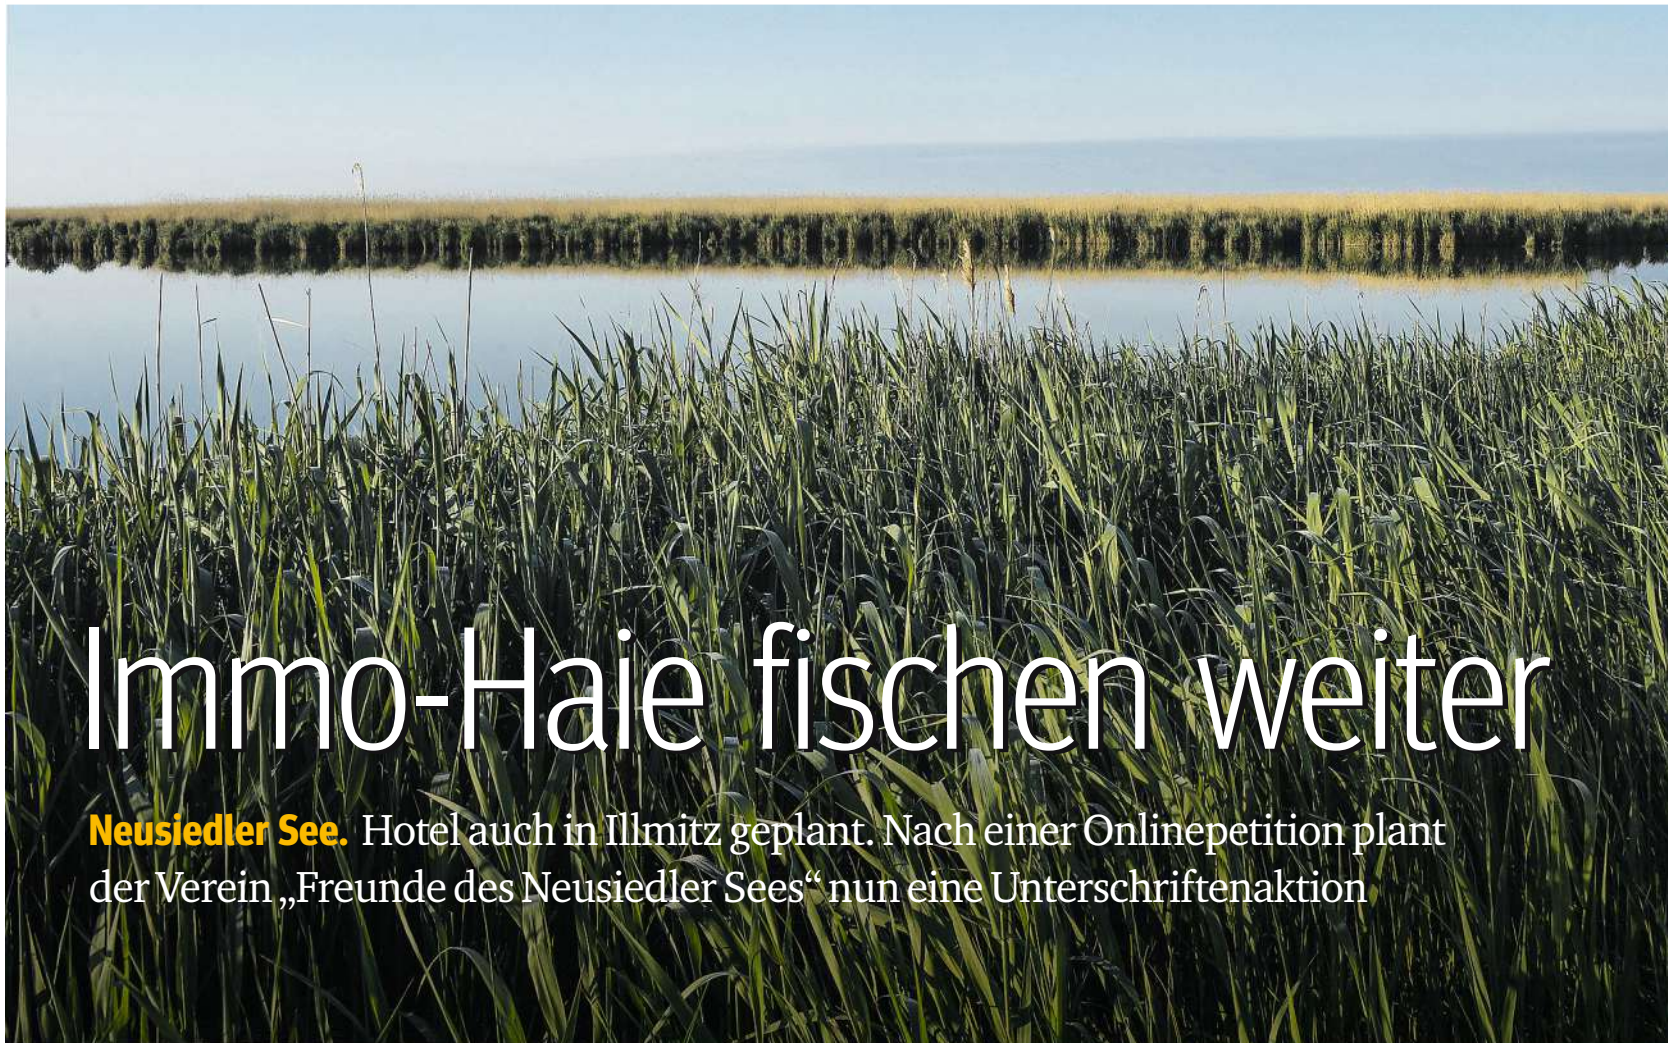 Immo-Haie fischen weiter
Neusiedler See. Hotel auch in Illmitz geplant. Nach einer Onlinepetition plant
der Verein „Freunde des Neusiedler Sees“ nun eine Unterschriftenaktion